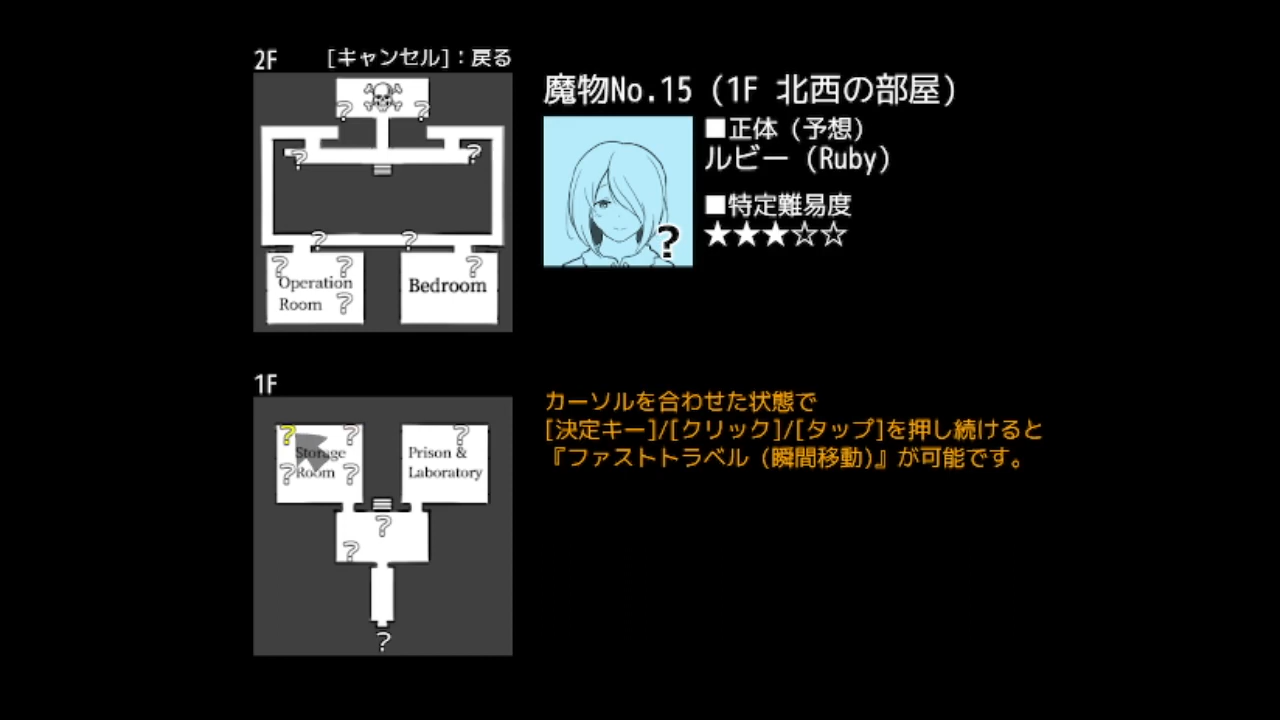 2F
[キャンセル]：戻る
?
?
?
?
?
?
?
?
?
Operation
Room
?
Bedroom
魔物No.15（1F 北西の部屋）
■正体（予想）
ルビー（Ruby）
?
■特定難易度
★★★☆☆
1F
?
?
?
Storage
Room
?
?
Prison &
Laboratory
?
?
?
カーソルを合わせた状態で
[決定キー]/[クリック]/[タップ]を押し続けると
『ファストトラベル（瞬間移動）』が可能です。